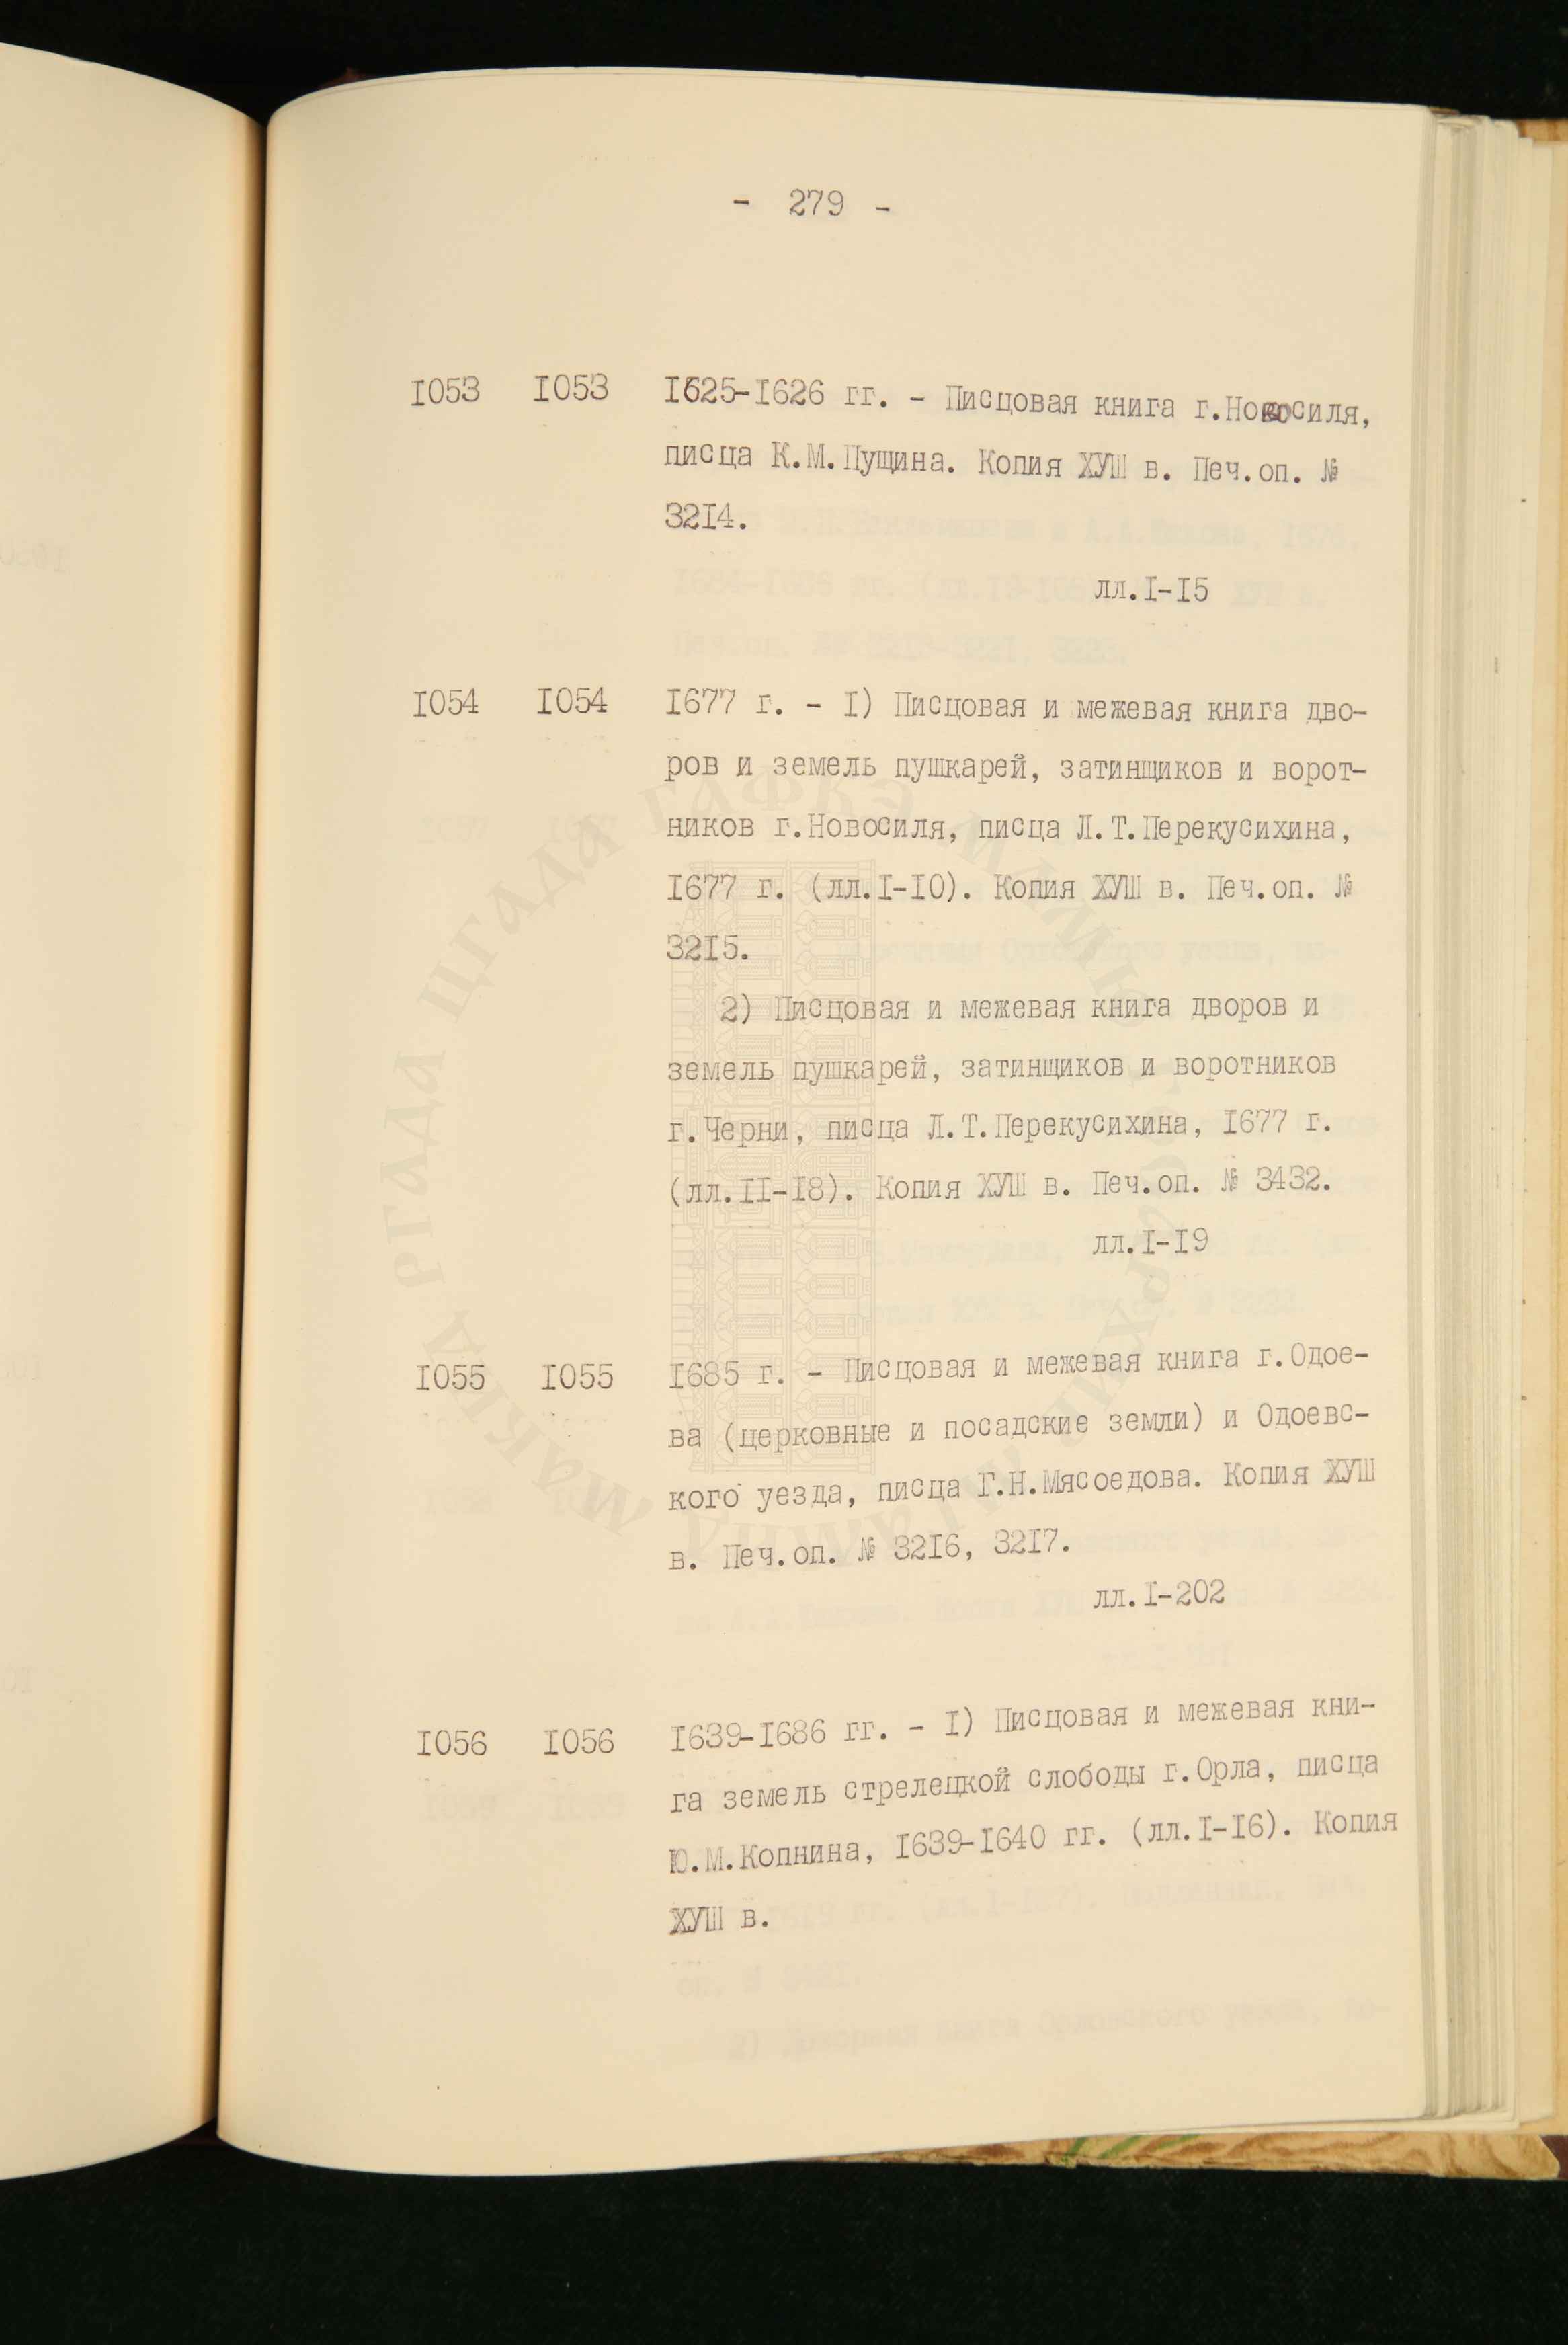 - 279 -
I053 I053 I625-I626 гг. - Писцовая книга г.Новосиля,
писца К.М.Пущина. Копия ХУШ в. Печ.оп. №
32I4.
лл.I-I5
I054 I054 I677 г. - I) Писцовая и межевая книга дво-
ров и земель пушкарей, затинщиков и ворот-
ников г.Новосиля, писца Л.Т.Перекусихина,
I677 г. (лл.I-IO). Копия ХУШ в. Печ.оп. №
32I5.
2) Писцовая и межевая книга дворов и
земель пушкарей, затинщиков и воротников
г.Черни, писца Л.Т.Перекусихина, I677 г.
(лл.II-I8). Копия ХУШ в. Печ.оп. № 3432.
лл.I-I9
I055 I055 I685 г. - Писцовая и межевая книга г.Одое-
ва (церковные и посадские земли) и Одоевс-
кого уезда, писца Г.Н.Мясоедова. Копия ХУШ
в. Печ.оп. № 32I6, 32I7.
лл.I-202
I056 I056 I639-I686 гг. - I) Писцовая и межевая кни-
га земель стрелецкой слободы г.Орла, писца
Ю.М.Копнина, I639-I640 гг. (лл.I-I6). Копия
ХУШ в.
РГАДА ЦГАДА ГАФКЭ МАМЮ